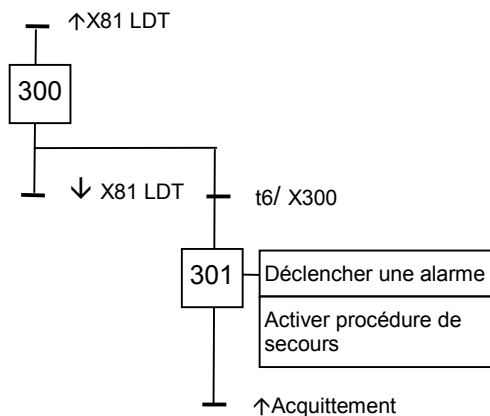 ↑X81 LDT
300
↓ X81 LDT
t6/ X300
301
Déclencher une alarme
Activer procédure de
secours
↑Acquittement